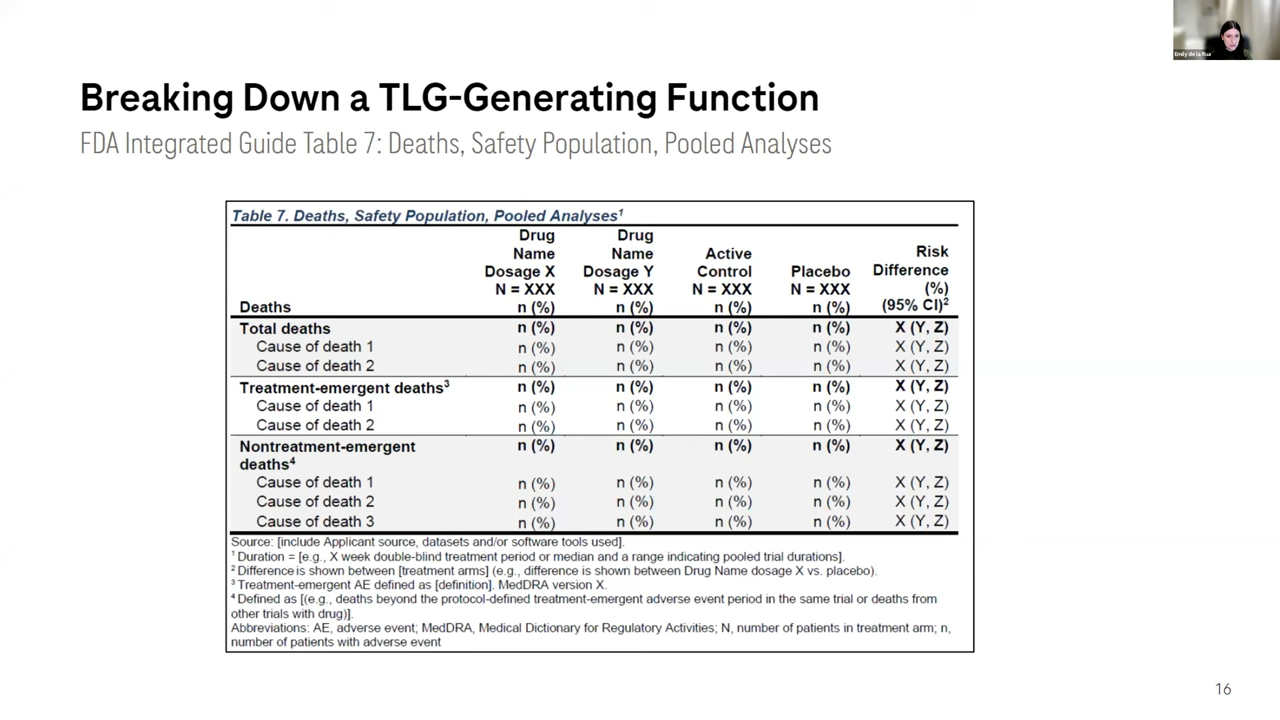 Emily de la Rua
Breaking Down a TLG-Generating Function
FDA Integrated Guide Table 7: Deaths, Safety Population, Pooled Analyses
Table 7. Deaths, Safety Population, Pooled Analyses¹
Drug Drug
Name Name Active Risk
Dosage X Dosage Y Control Placebo Difference
N = XXX N = XXX N = XXX N = XXX (%)
Deaths n (%) n (%) n (%) n (%) (95% CI)²
Total deaths n (%) n (%) n (%) n (%) X (Y, Z)
Cause of death 1 n (%) n (%) n (%) n (%) X (Y, Z)
Cause of death 2 n (%) n (%) n (%) n (%) X (Y, Z)
Treatment-emergent deaths³ n (%) n (%) n (%) n (%) X (Y, Z)
Cause of death 1 n (%) n (%) n (%) n (%) X (Y, Z)
Cause of death 2 n (%) n (%) n (%) n (%) X (Y, Z)
Nontreatment-emergent n (%) n (%) n (%) n (%) X (Y, Z)
deaths⁴
Cause of death 1 n (%) n (%) n (%) n (%) X (Y, Z)
Cause of death 2 n (%) n (%) n (%) n (%) X (Y, Z)
Cause of death 3 n (%) n (%) n (%) n (%) X (Y, Z)
Source: [include Applicant source, datasets and/or software tools used].
¹ Duration = [e.g., X week double-blind treatment period or median and a range indicating pooled trial durations].
² Difference is shown between [treatment arms] (e.g., difference is shown between Drug Name dosage X vs. placebo).
³ Treatment-emergent AE defined as [definition]. MedDRA version X.
⁴ Defined as [(e.g., deaths beyond the protocol-defined treatment-emergent adverse event period in the same trial or deaths from
other trials with drug)].
Abbreviations: AE, adverse event; MedDRA, Medical Dictionary for Regulatory Activities; N, number of patients in treatment arm; n,
number of patients with adverse event
16